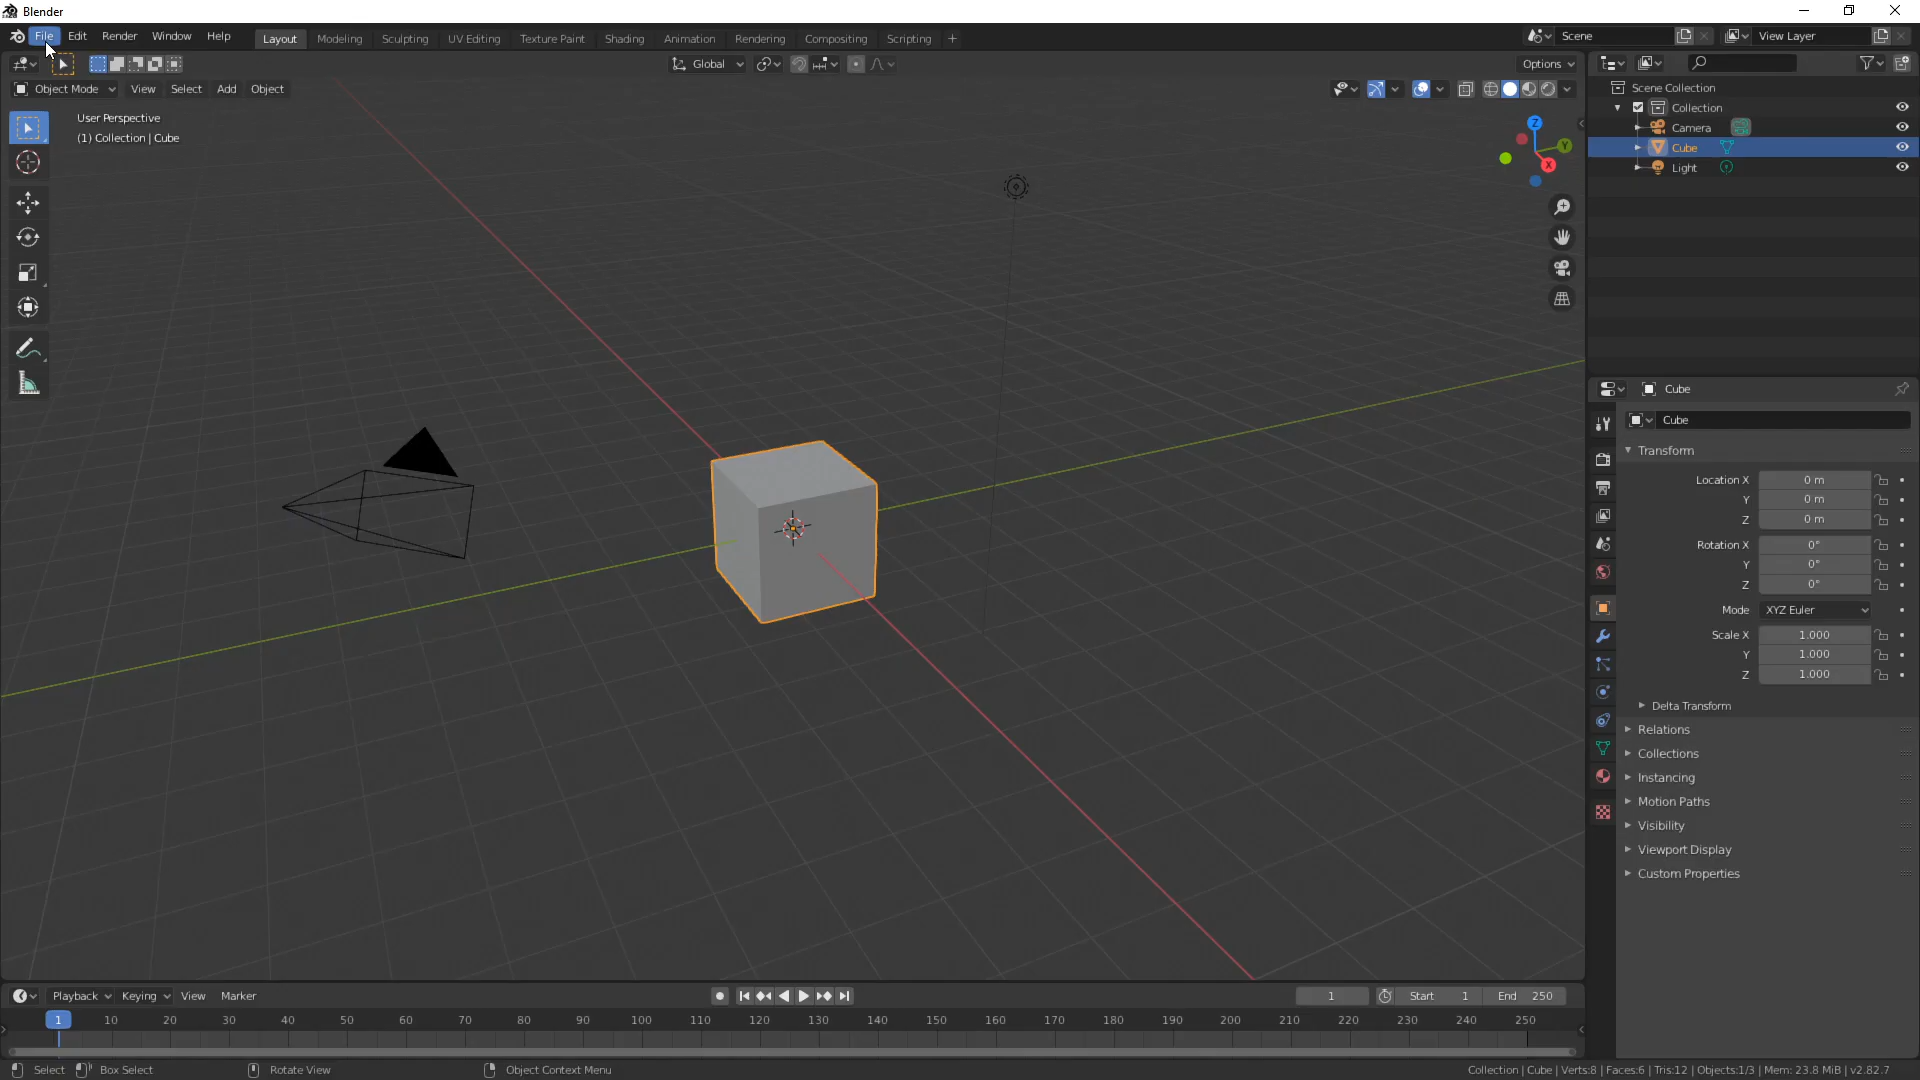 Blender
File Edit Render Window Help Layout Modeling Sculpting UV Editing Texture Paint Shading Animation Rendering Compositing Scripting + Scene View Layer
Global Options
Object Mode View Select Add Object
User Perspective
(1) Collection | Cube
Z
Y
X
Scene Collection
Collection
Camera
Cube
Light
Cube
Cube
Transform
Location X 0 m
Y 0 m
Z 0 m
Rotation X 0°
Y 0°
Z 0°
Mode XYZ Euler
Scale X 1.000
Y 1.000
Z 1.000
Delta Transform
Relations
Collections
Instancing
Motion Paths
Visibility
Viewport Display
Custom Properties
Playback Keying View Marker 1 Start 1 End 250
1 10 20 30 40 50 60 70 80 90 100 110 120 130 140 150 160 170 180 190 200 210 220 230 240 250
Select Box Select Rotate View Object Context Menu Collection | Cube | Verts:8 | Faces:6 | Tris:12 | Objects:1/3 | Mem: 23.8 MiB | v2.82.7